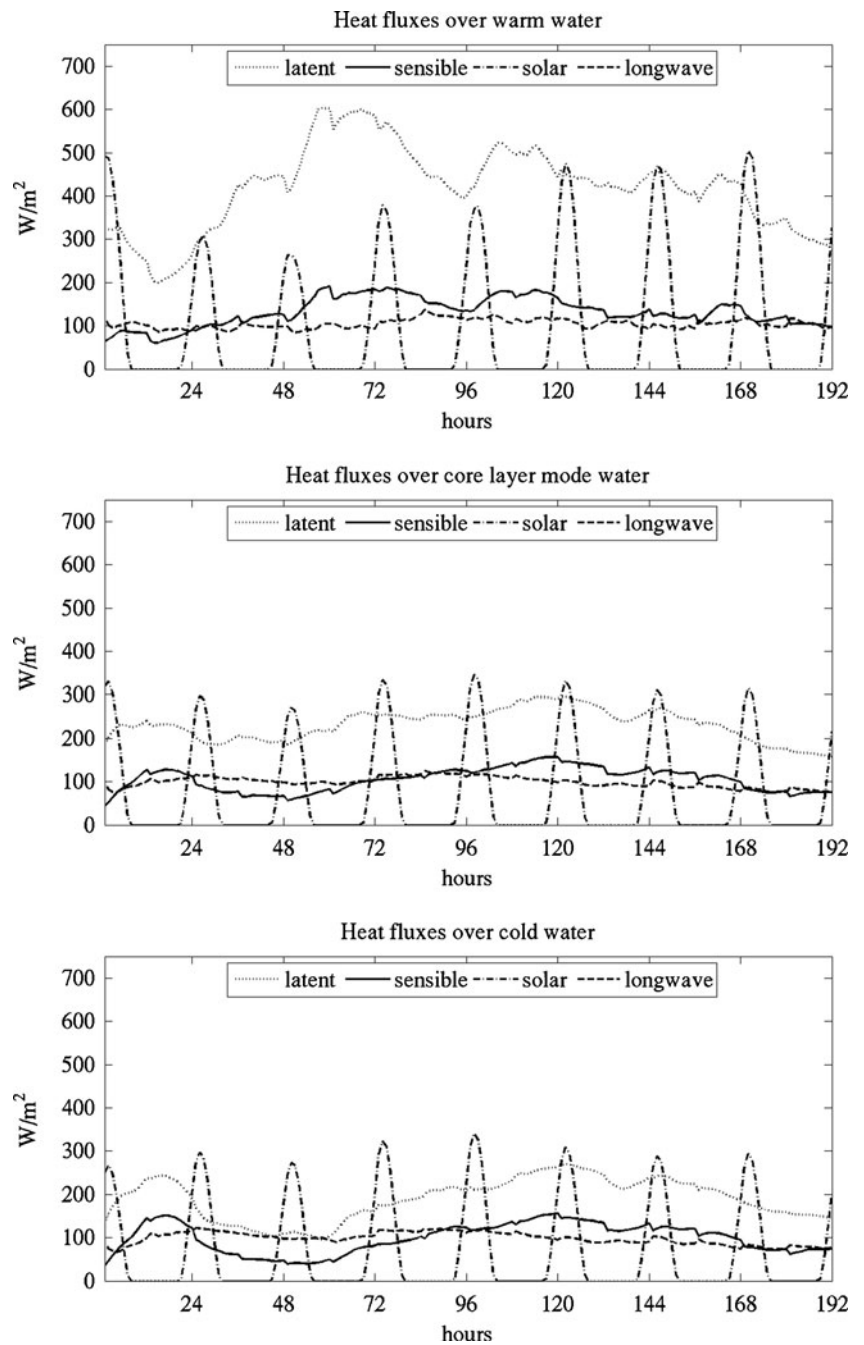 Heat fluxes over warm water
latent sensible solar longwave
700
600
500
400
300
200
100
0
W/m²
24 48 72 96 120 144 168 192
hours
Heat fluxes over core layer mode water
latent sensible solar longwave
700
600
500
400
300
200
100
0
W/m²
24 48 72 96 120 144 168 192
hours
Heat fluxes over cold water
latent sensible solar longwave
700
600
500
400
300
200
100
0
W/m²
24 48 72 96 120 144 168 192
hours